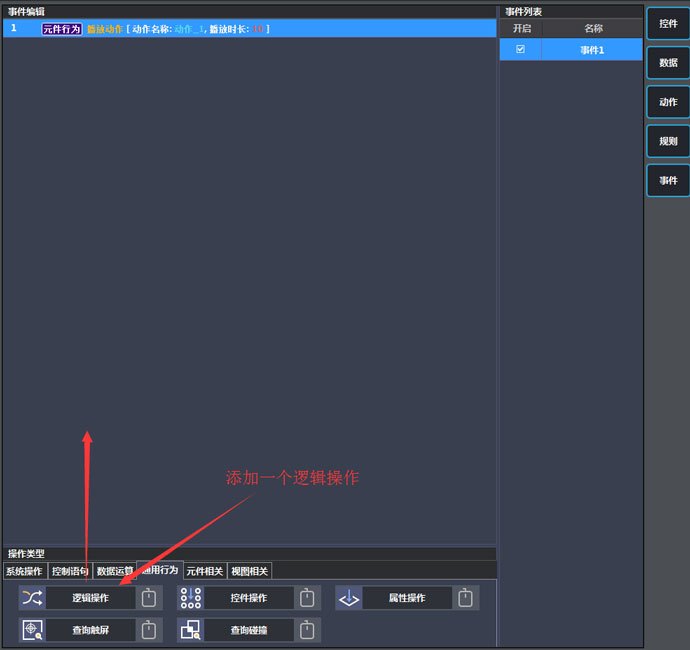 事件编辑
1 元件行为 播放动作 [ 动作名称: 动作_1, 播放时长: 10 ]
添加一个逻辑操作
操作类型
系统操作 控制语句 数据运算 通用行为 元件相关 视图相关
逻辑操作 控件操作 属性操作
查询触屏 查询碰撞
事件列表
开启 名称
事件1
控件
数据
动作
规则
事件